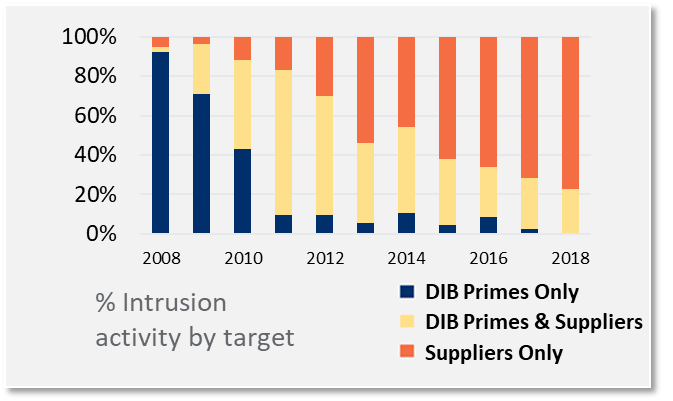 100%
80%
60%
40%
20%
0%
2008 2010 2012 2014 2016 2018
% Intrusion
activity by target
DIB Primes Only
DIB Primes & Suppliers
Suppliers Only